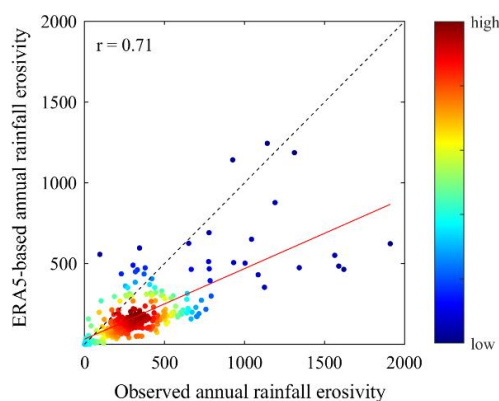 2000
high
r = 0.71
1500
ERA5-based annual rainfall erosivity
1000
500
0
500
1000
1500
2000
low
Observed annual rainfall erosivity